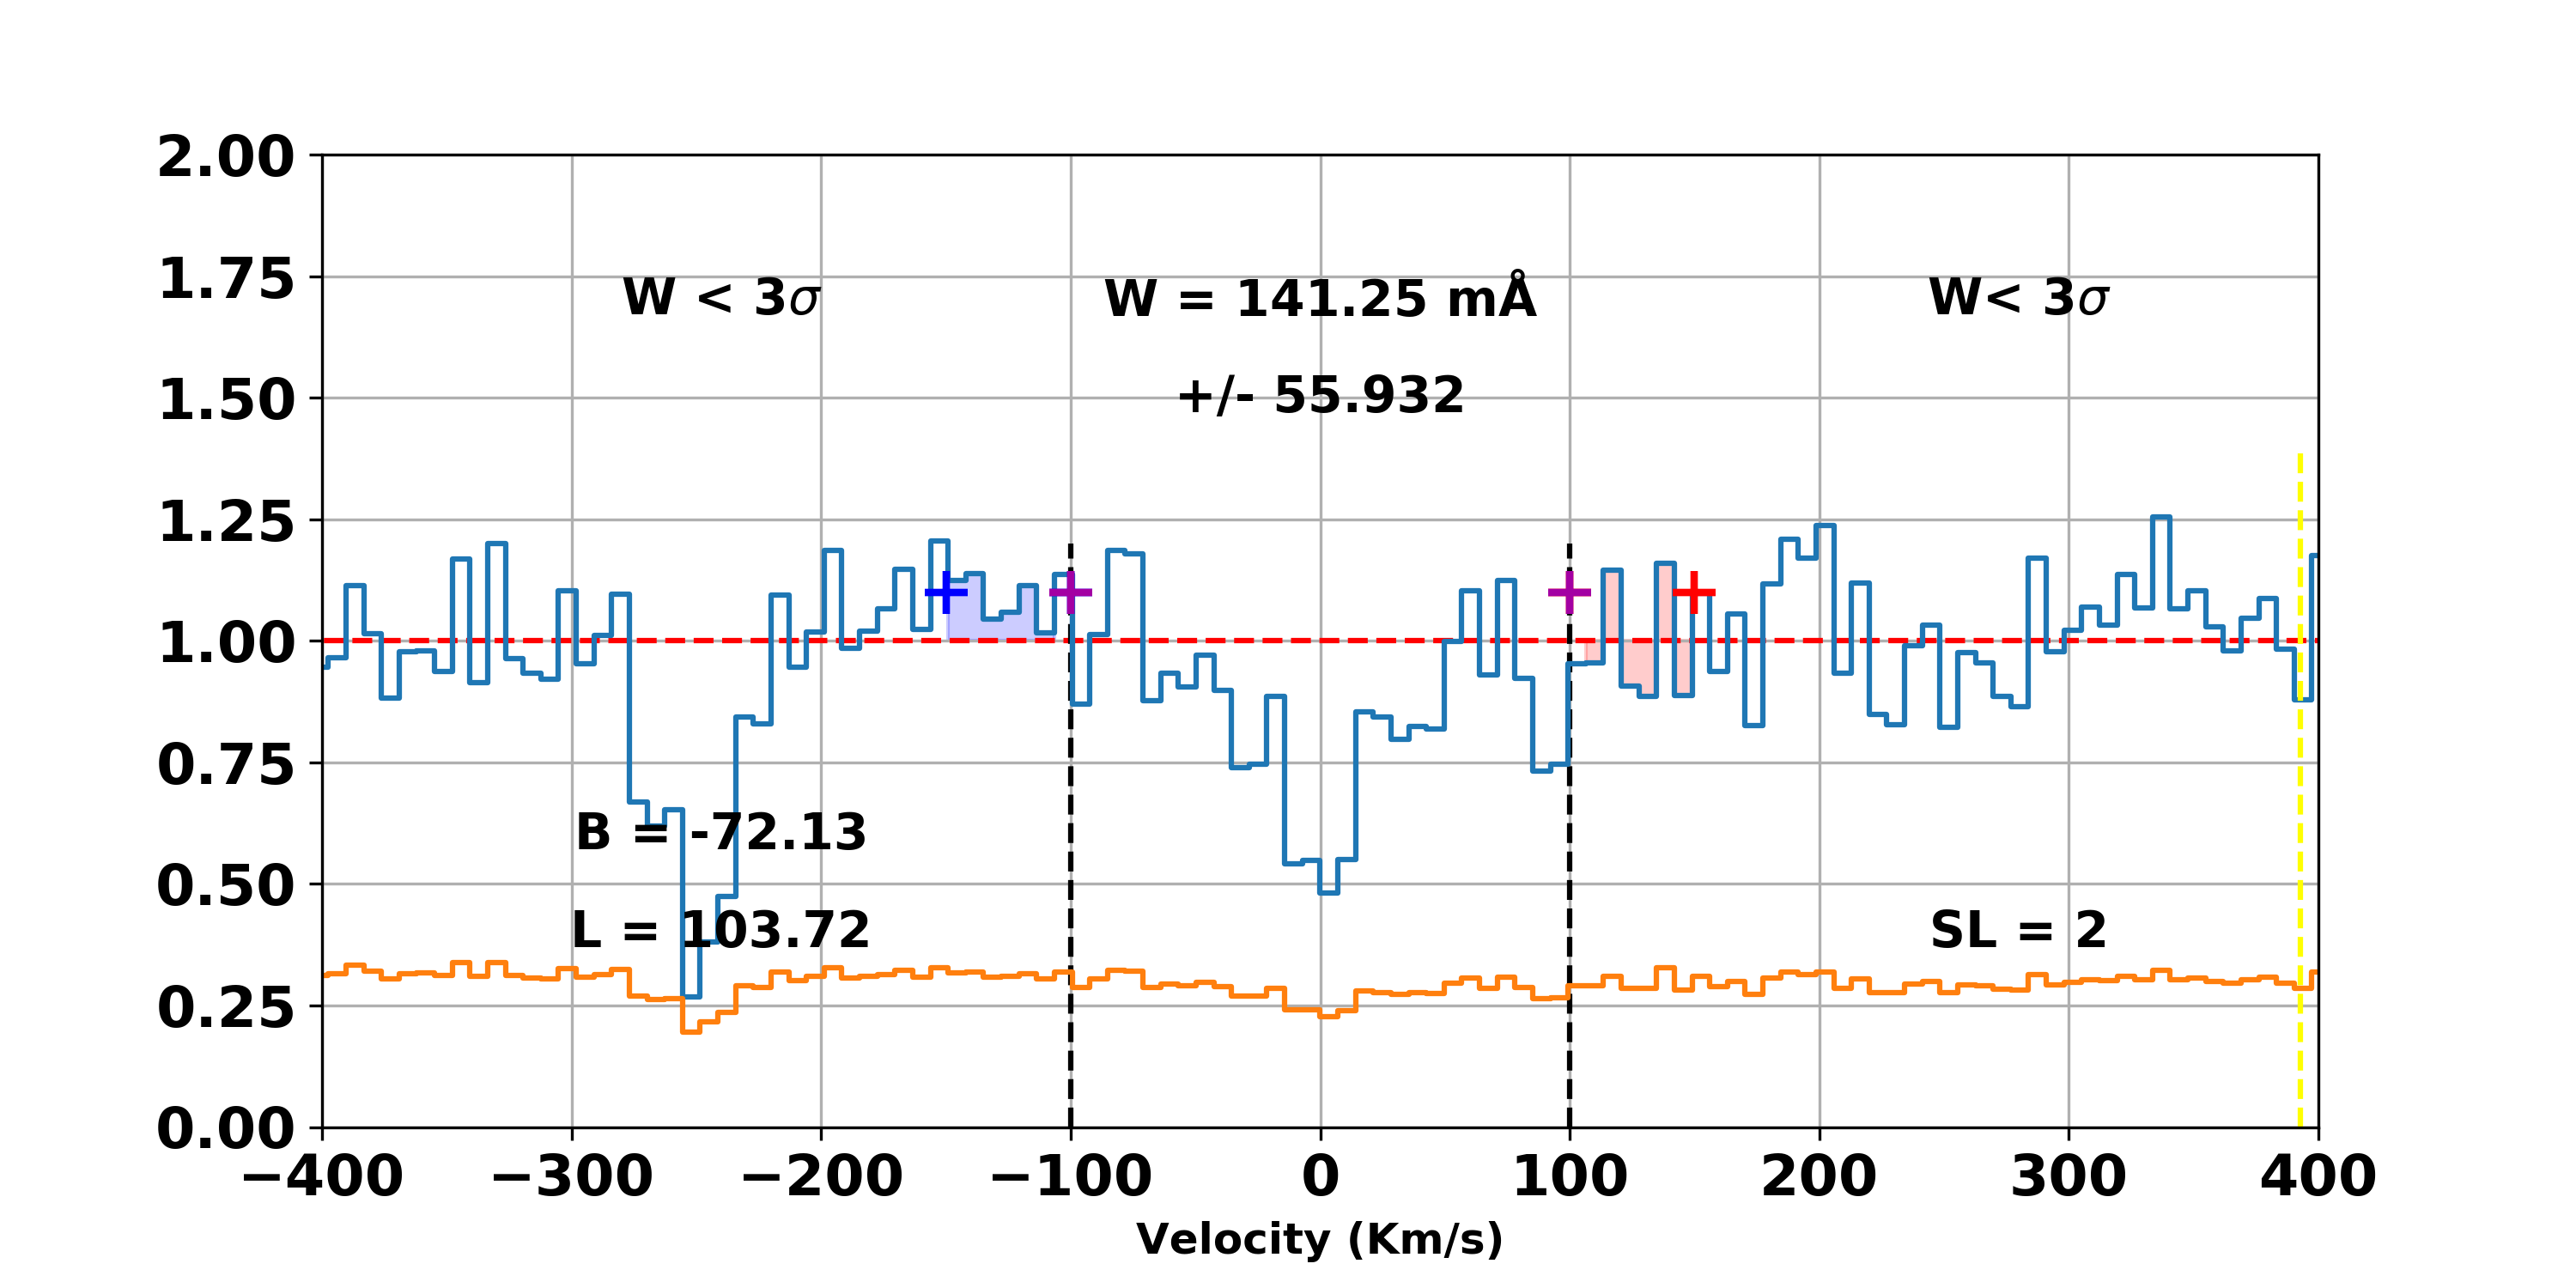 2.00
1.75
W < 3σ
W = 141.25 mÅ
W< 3σ
1.50
+/- 55.932
1.25
1.00
0.75
B = -72.13
0.50
L = 103.72
SL = 2
0.25
0.00
−400 −300 −200 −100 0 100 200 300 400
Velocity (Km/s)